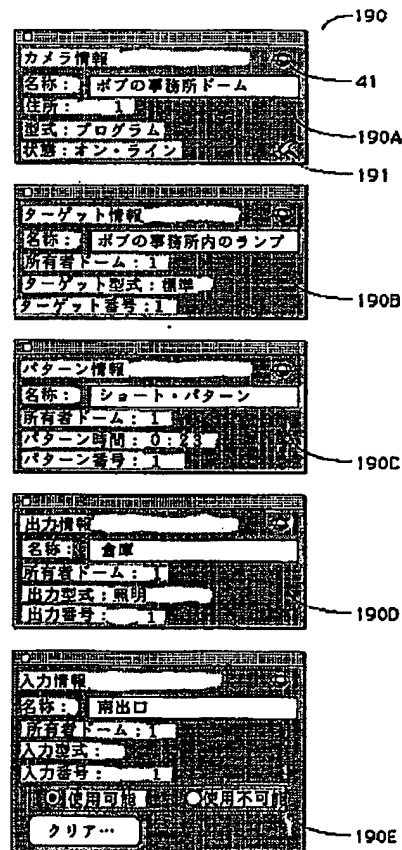 190
カメラ情報
41
名称: ボブの事務所ドーム
住所: 1
190A
型式:プログラム
状態:オン・ライン
191
ターゲット情報
名称: ボブの事務所内のランプ
所有者ドーム:1
ターゲット型式:標準
190B
ターゲット番号:1
パターン情報
名称: ショート・パターン
所有者ドーム:1
パターン時間:0:23
190C
パターン番号:1
出力情報
名称: 倉庫
所有者ドーム:1
出力型式:照明
190D
出力番号: 1
入力情報
名称: 南出口
所有者ドーム:1
入力型式:
入力番号: 1
使用可能 使用不可能
クリア…
190E